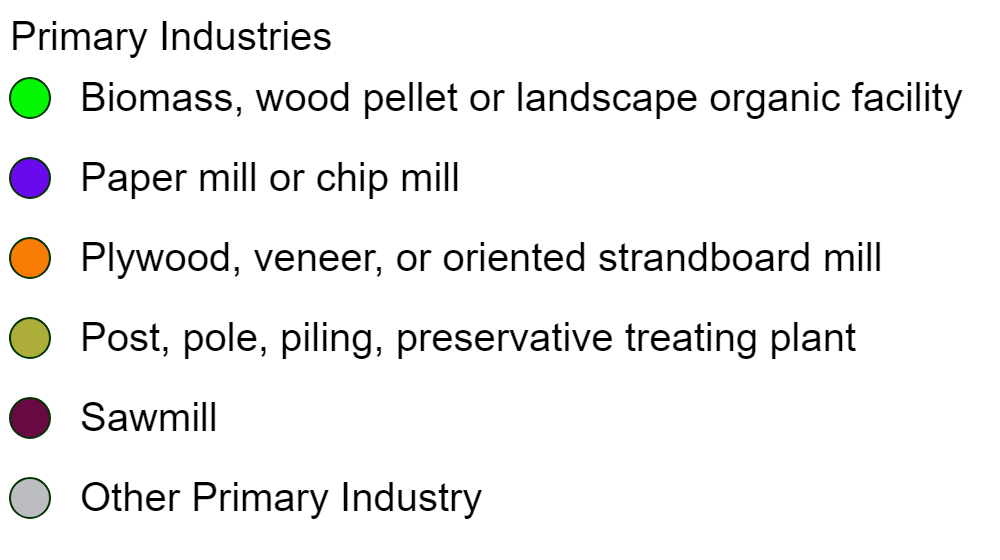 Primary Industries
Biomass, wood pellet or landscape organic facility
Paper mill or chip mill
Plywood, veneer, or oriented strandboard mill
Post, pole, piling, preservative treating plant
Sawmill
Other Primary Industry